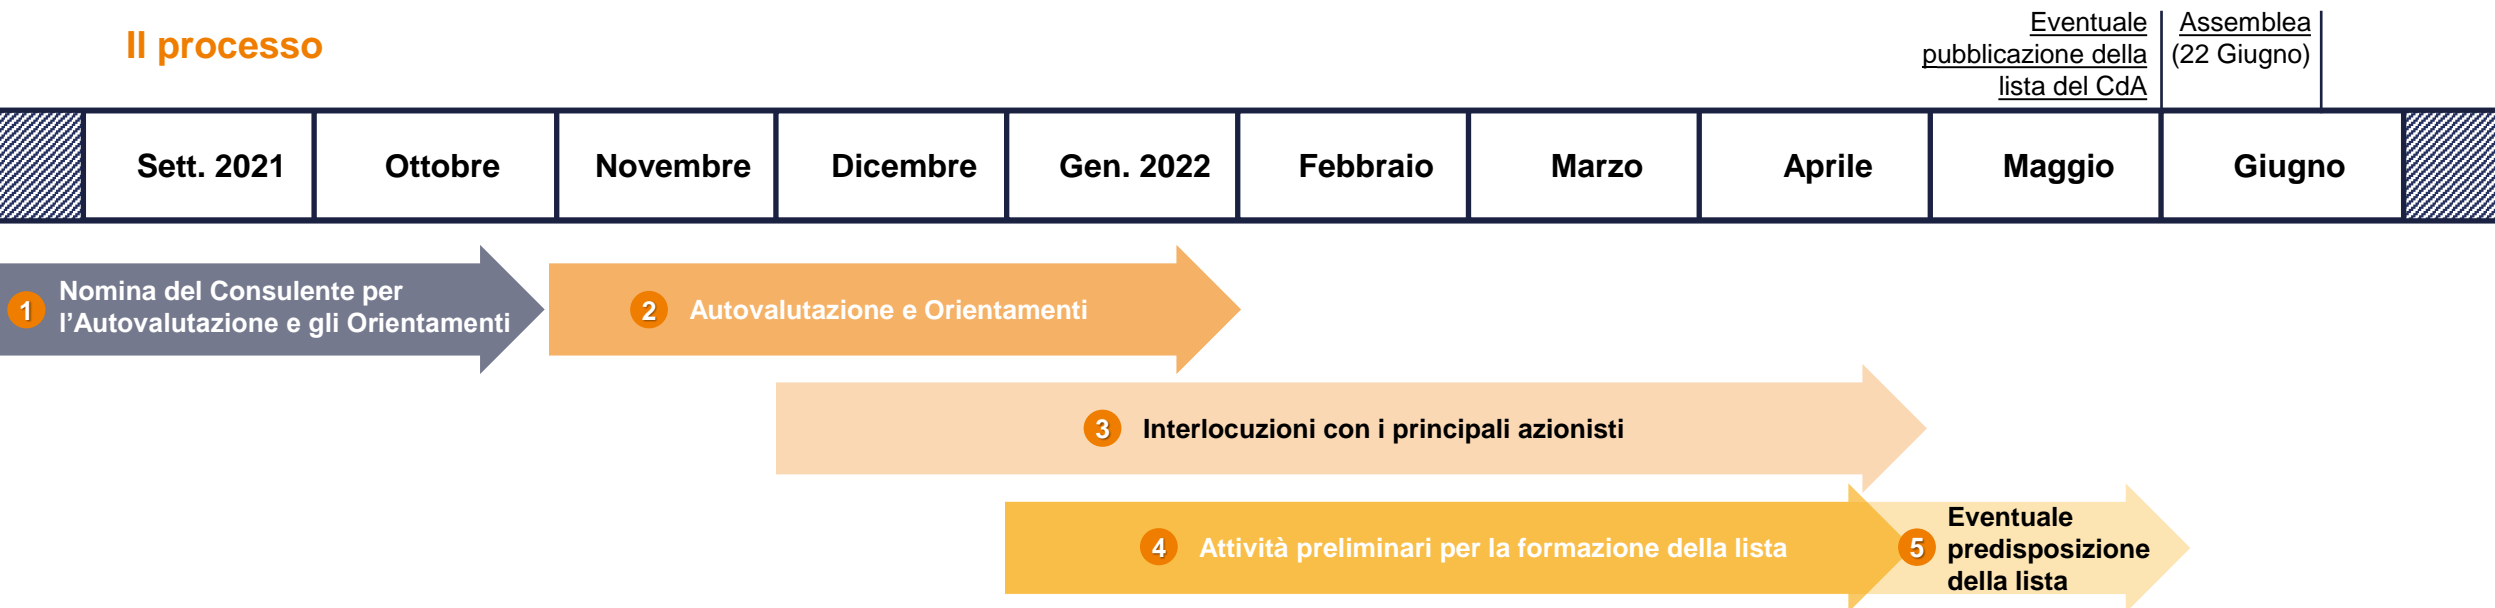 Il processo
Eventuale
pubblicazione della
lista del CdA
Assemblea
(22 Giugno)
Sett. 2021
Ottobre
Novembre
Dicembre
Gen. 2022
Febbraio
Marzo
Aprile
Maggio
Giugno
1
Nomina del Consulente per
l’Autovalutazione e gli Orientamenti
2
Autovalutazione e Orientamenti
3
Interlocuzioni con i principali azionisti
4
Attività preliminari per la formazione della lista
5
Eventuale
predisposizione
della lista